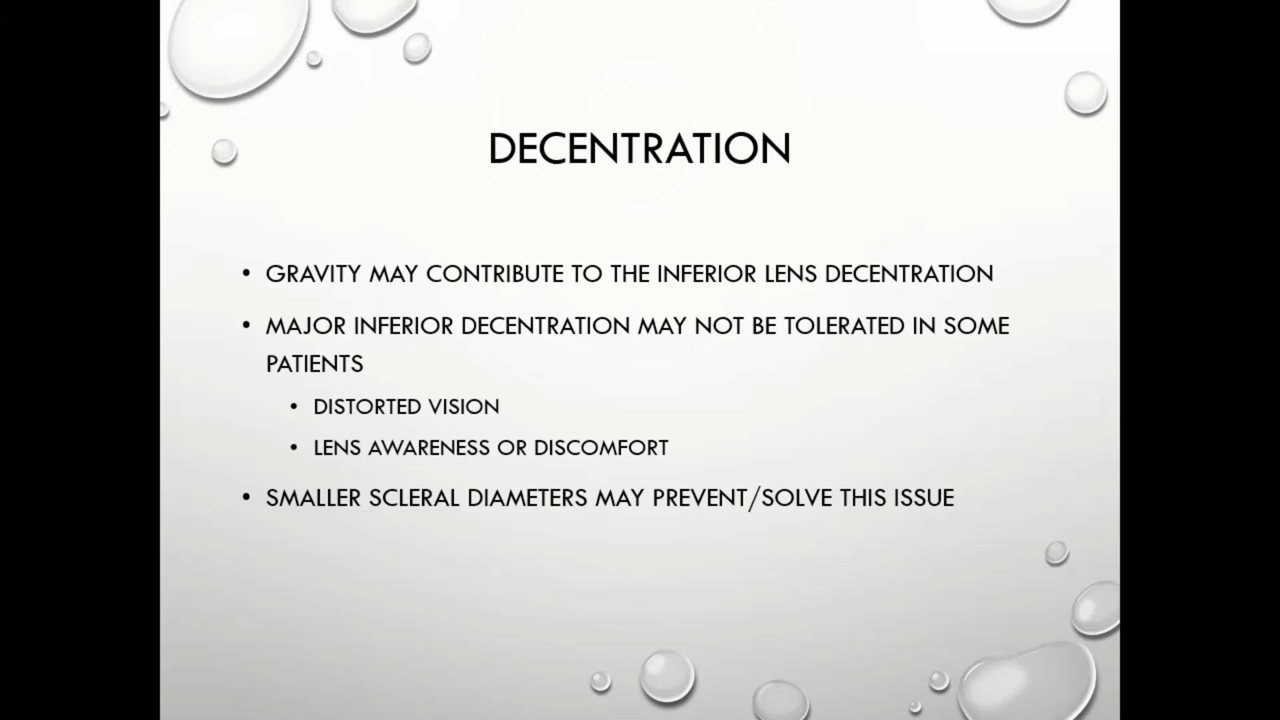 DECENTRATION
• GRAVITY MAY CONTRIBUTE TO THE INFERIOR LENS DECENTRATION
• MAJOR INFERIOR DECENTRATION MAY NOT BE TOLERATED IN SOME
PATIENTS
• DISTORTED VISION
• LENS AWARENESS OR DISCOMFORT
• SMALLER SCLERAL DIAMETERS MAY PREVENT/SOLVE THIS ISSUE